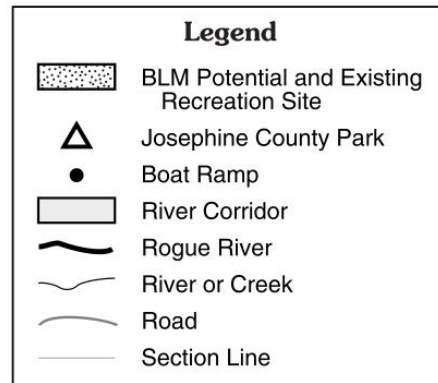 Legend
BLM Potential and Existing
Recreation Site
Josephine County Park
Boat Ramp
River Corridor
Rogue River
River or Creek
Road
Section Line